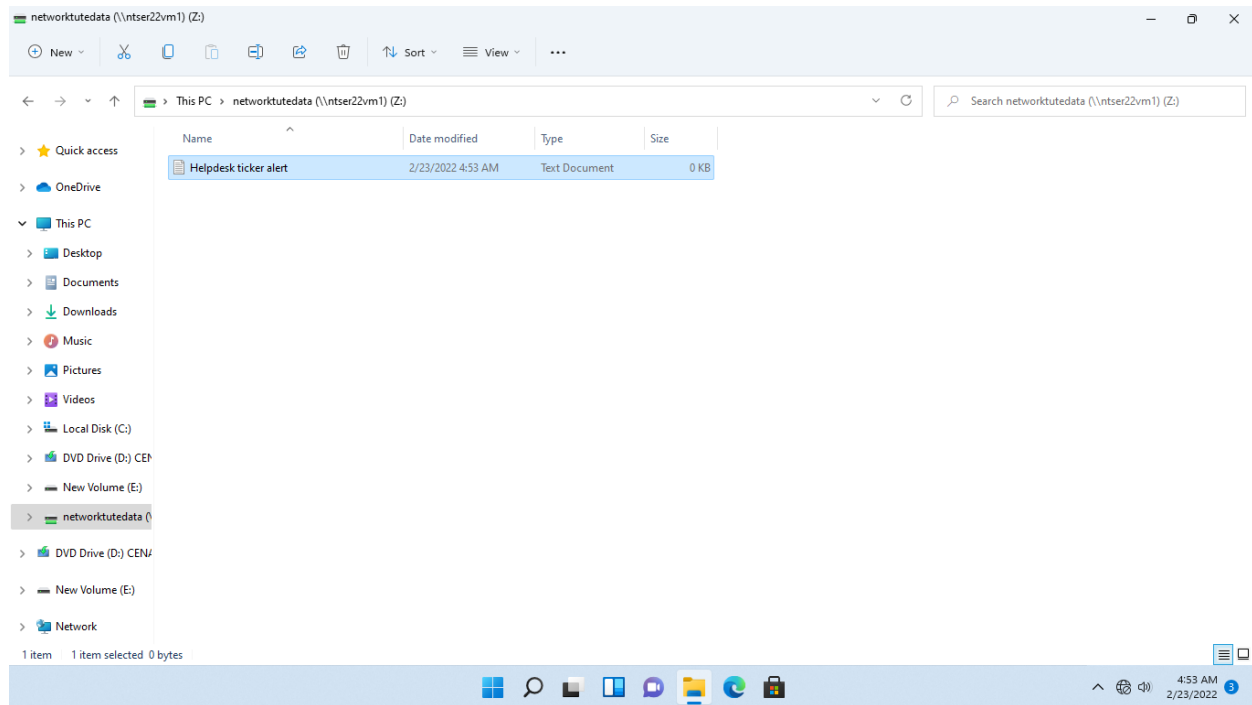 networktutedata (\\ntser22vm1) (Z:)
New
Sort
View
This PC > networktutedata (\\ntser22vm1) (Z:)
Search networktutedata (\\ntser22vm1) (Z:)
Name Date modified Type Size
Helpdesk ticker alert 2/23/2022 4:53 AM Text Document 0 KB
Quick access
OneDrive
This PC
Desktop
Documents
Downloads
Music
Pictures
Videos
Local Disk (C:)
DVD Drive (D:) CEN
New Volume (E:)
networktutedata (\
DVD Drive (D:) CENA
New Volume (E:)
Network
1 item 1 item selected 0 bytes
4:53 AM
2/23/2022
3